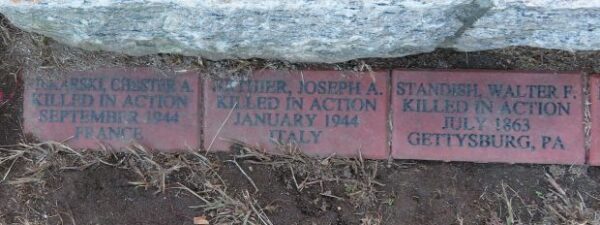 CHESTER A.
KILLED IN ACTION
SEPTEMBER 1944
FRANCE
JOSEPH A.
KILLED IN ACTION
JANUARY 1944
ITALY
STANDISH, WALTER F.
KILLED IN ACTION
JULY 1863
GETTYSBURG, PA